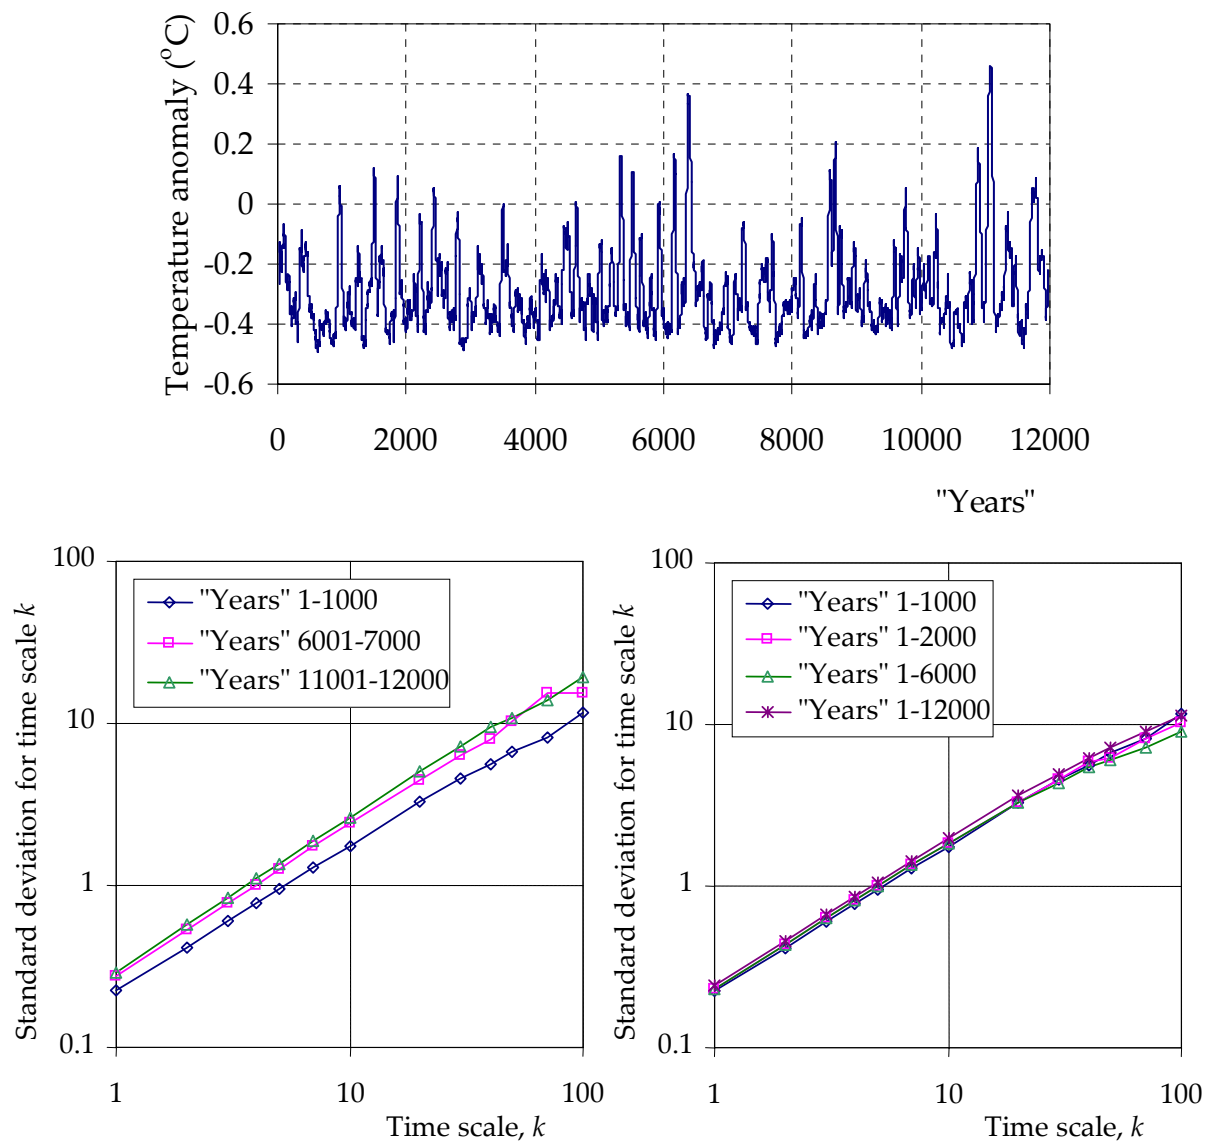 Temperature anomaly (°C)
0.6
0.4
0.2
0
-0.2
-0.4
-0.6
0 2000 4000 6000 8000 10000 12000
"Years"
Standard deviation for time scale k
100
10
1
0.1
"Years" 1-1000
"Years" 6001-7000
"Years" 11001-12000
1 10 100
Time scale, k
Standard deviation for time scale k
100
10
1
0.1
"Years" 1-1000
"Years" 1-2000
"Years" 1-6000
"Years" 1-12000
1 10 100
Time scale, k